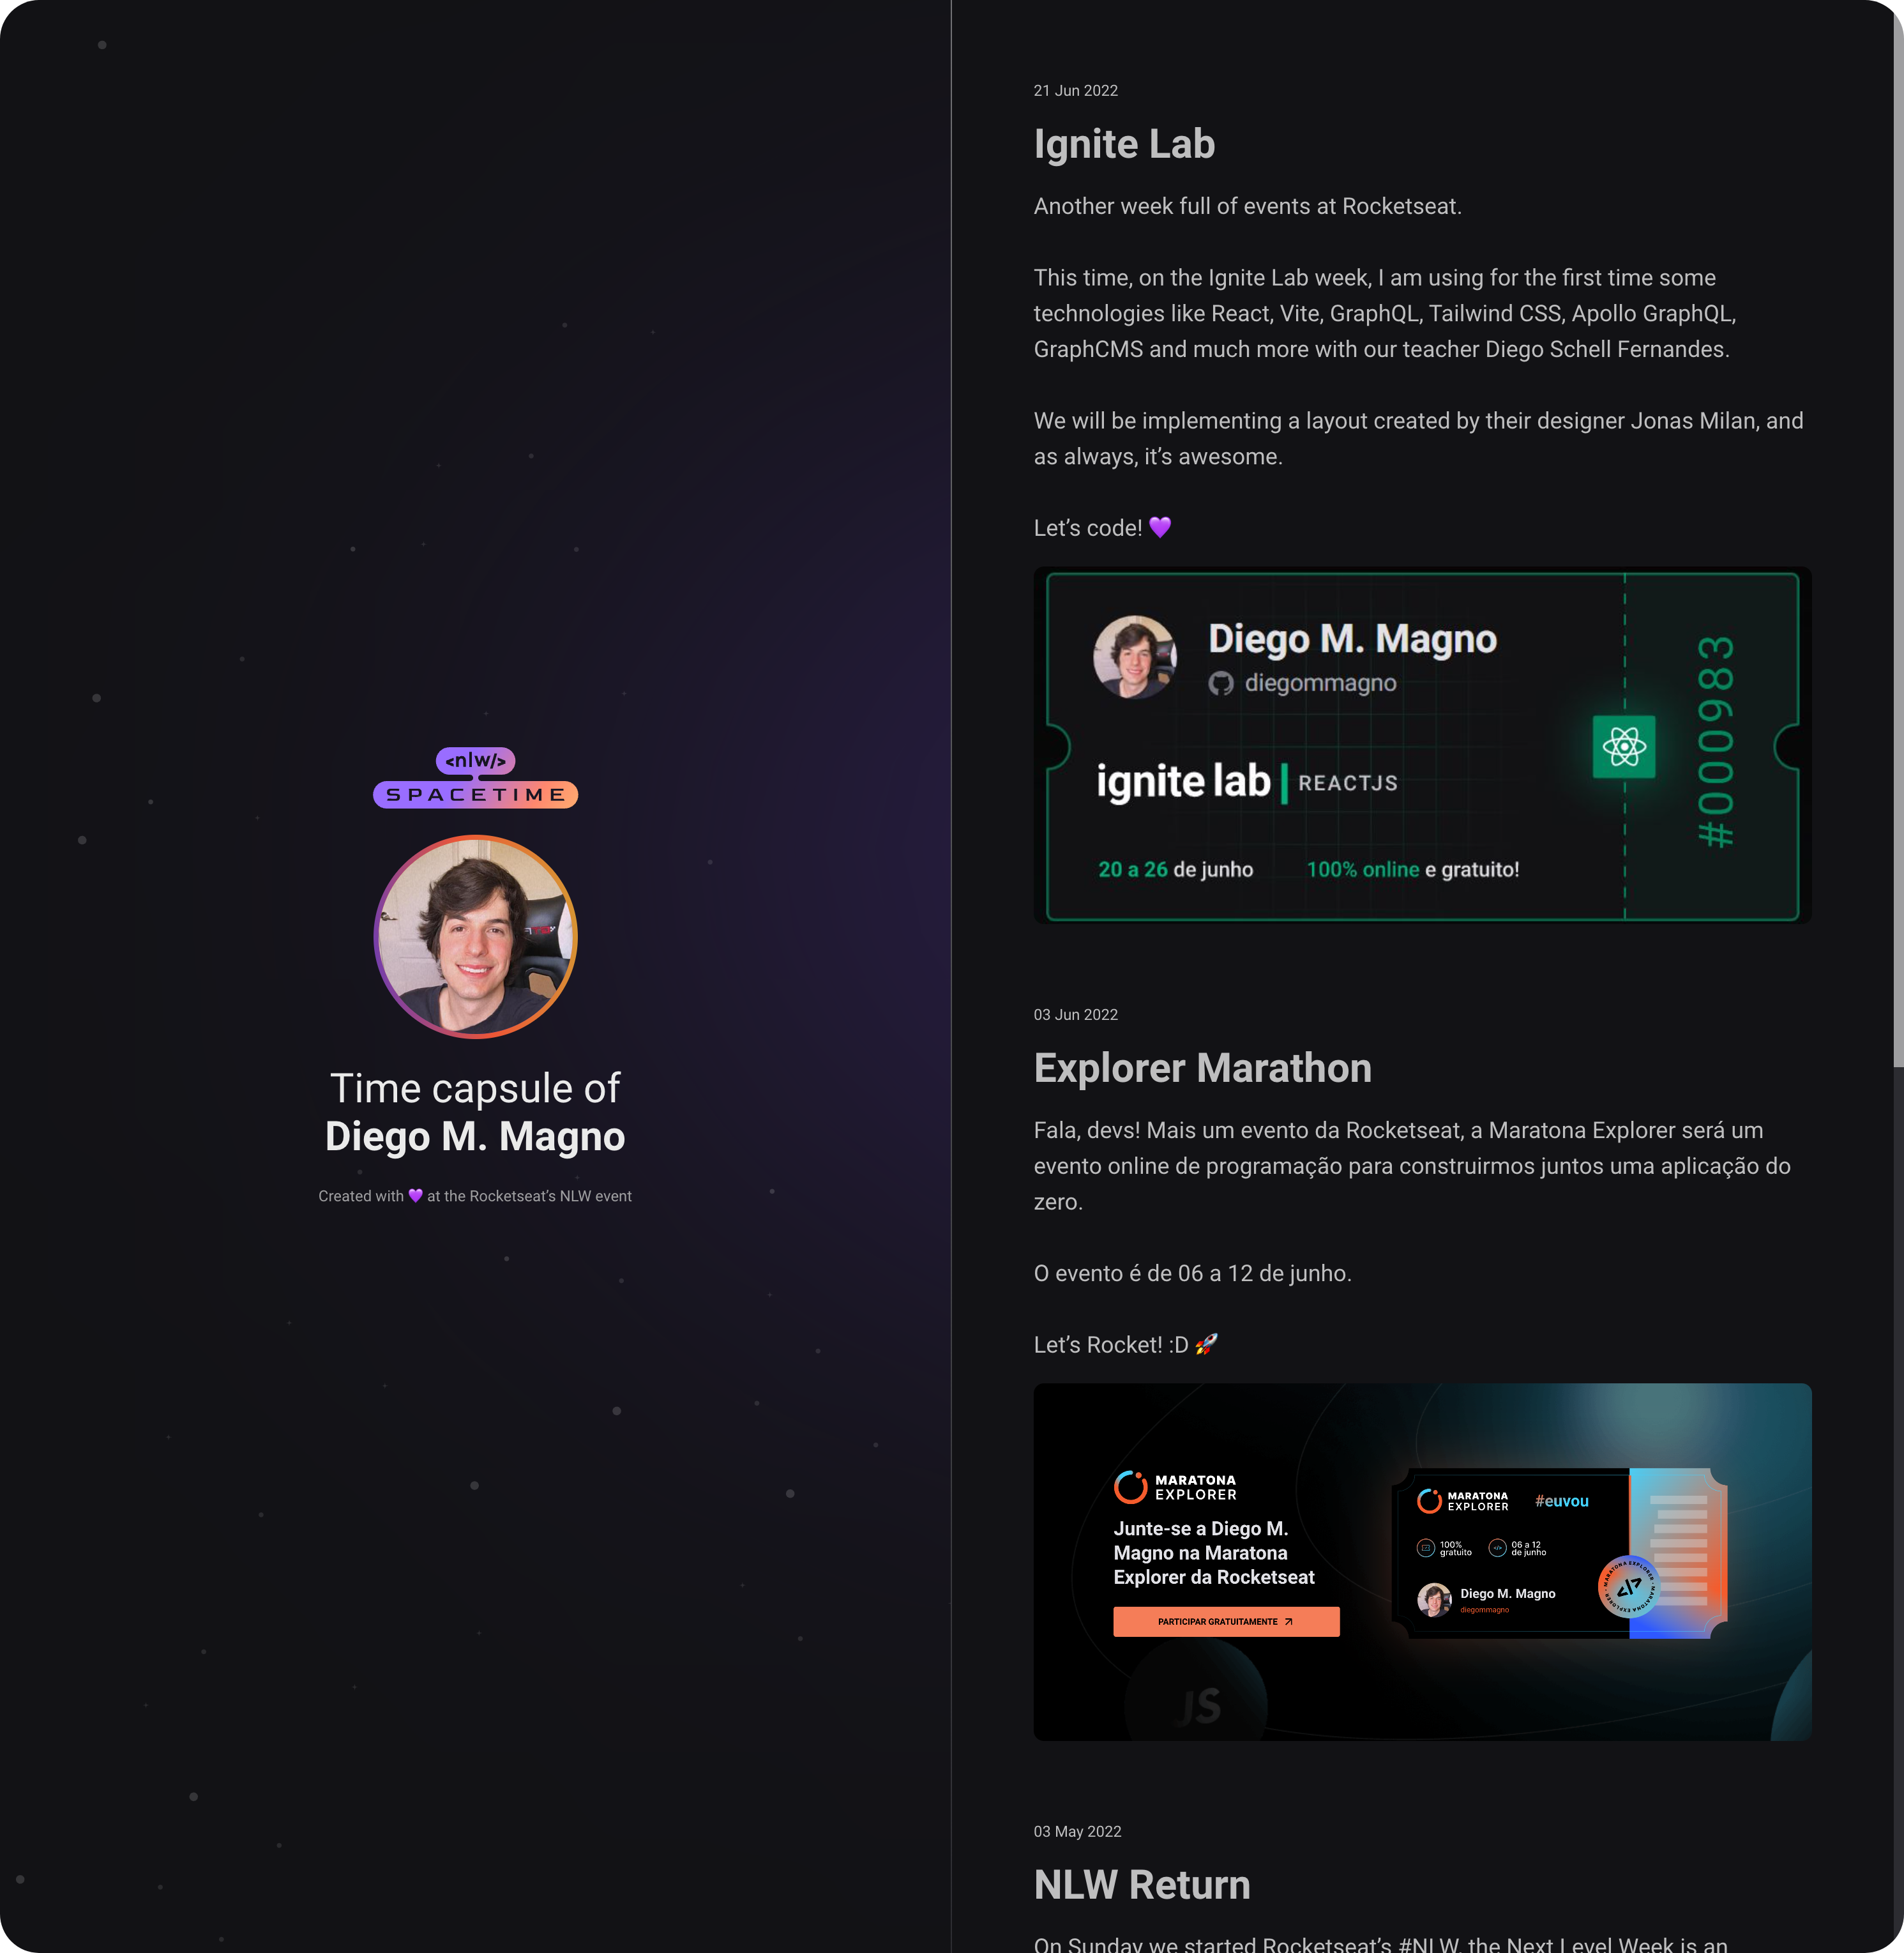 <nlw/>
SPACETIME
Time capsule of
Diego M. Magno
Created with 💜 at the Rocketseat’s NLW event
21 Jun 2022
Ignite Lab
Another week full of events at Rocketseat.
This time, on the Ignite Lab week, I am using for the first time some
technologies like React, Vite, GraphQL, Tailwind CSS, Apollo GraphQL,
GraphCMS and much more with our teacher Diego Schell Fernandes.
We will be implementing a layout created by their designer Jonas Milan, and
as always, it’s awesome.
Let’s code! 💜
Diego M. Magno
diegommagno
ignite lab | REACTJS
20 a 26 de junho 100% online e gratuito!
#000983
03 Jun 2022
Explorer Marathon
Fala, devs! Mais um evento da Rocketseat, a Maratona Explorer será um
evento online de programação para construirmos juntos uma aplicação do
zero.
O evento é de 06 a 12 de junho.
Let’s Rocket! :D 🚀
MARATONA
EXPLORER
Junte-se a Diego M.
Magno na Maratona
Explorer da Rocketseat
PARTICIPAR GRATUITAMENTE
MARATONA
EXPLORER
#euvou
100%
gratuito
06 a 12
de junho
Diego M. Magno
diegommagno
MARATONA EXPLORER • MARATONA EXPLORER •
</>
JS
03 May 2022
NLW Return
On Sunday we started Rocketseat’s #NLW, the Next Level Week is an